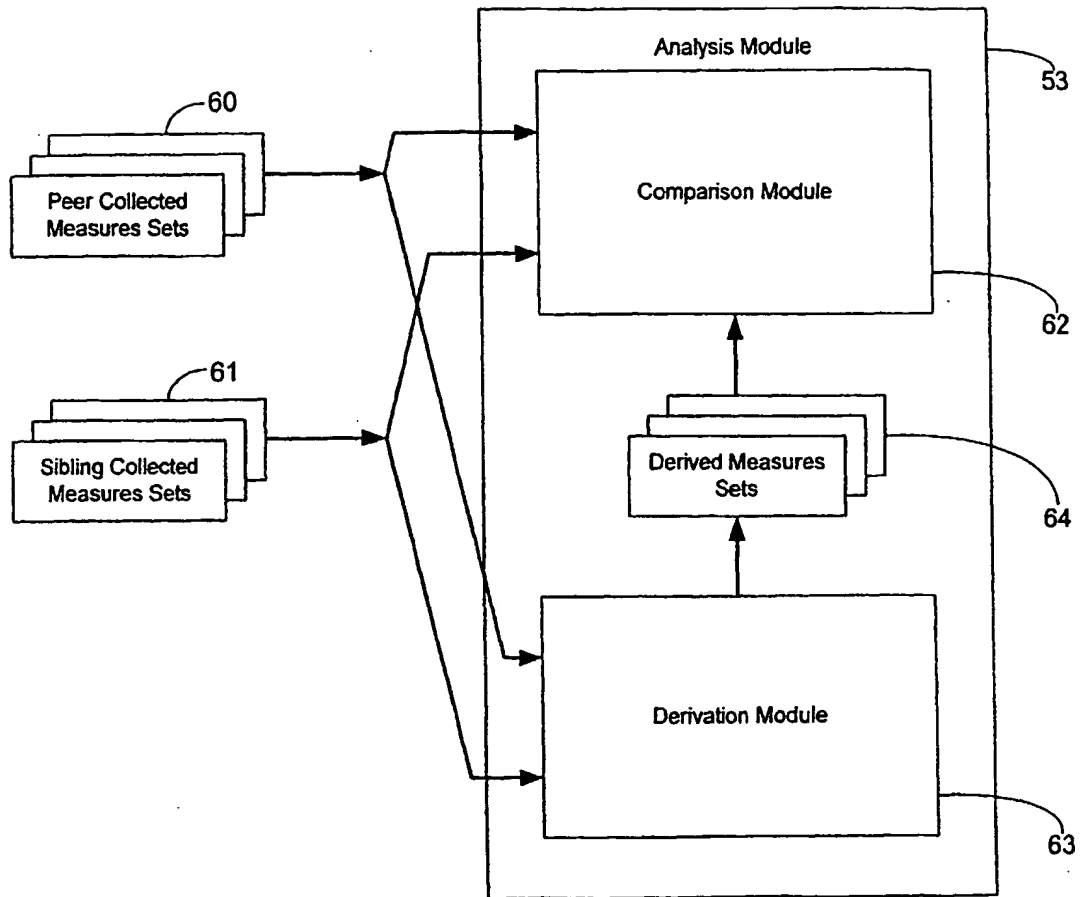 Analysis Module
53
60
Peer Collected
Measures Sets
Comparison Module
62
61
Sibling Collected
Measures Sets
Derived Measures
Sets
64
Derivation Module
63